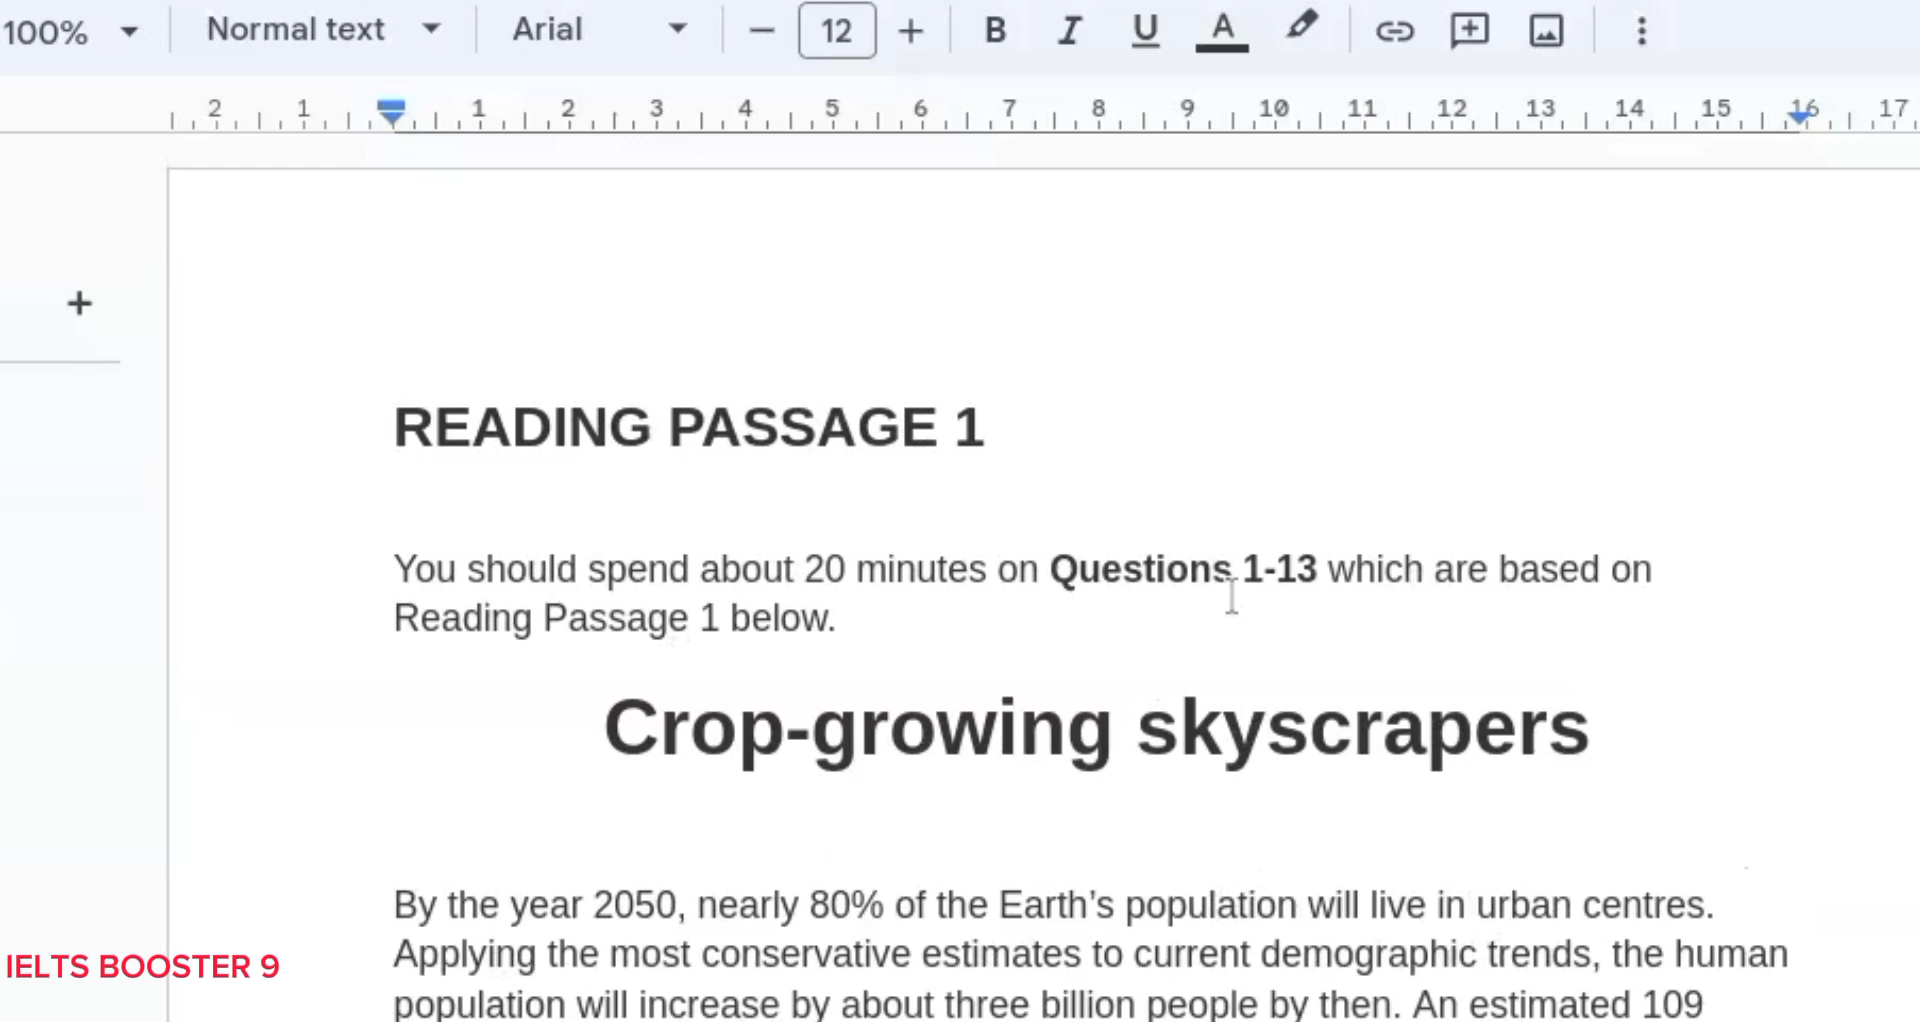 100% Normal text Arial 12 B I U A
2 1 1 2 3 4 5 6 7 8 9 10 11 12 13 14 15 16 17
READING PASSAGE 1
You should spend about 20 minutes on Questions 1-13 which are based on
Reading Passage 1 below.
Crop-growing skyscrapers
By the year 2050, nearly 80% of the Earth’s population will live in urban centres.
Applying the most conservative estimates to current demographic trends, the human
population will increase by about three billion people by then. An estimated 109
IELTS BOOSTER 9